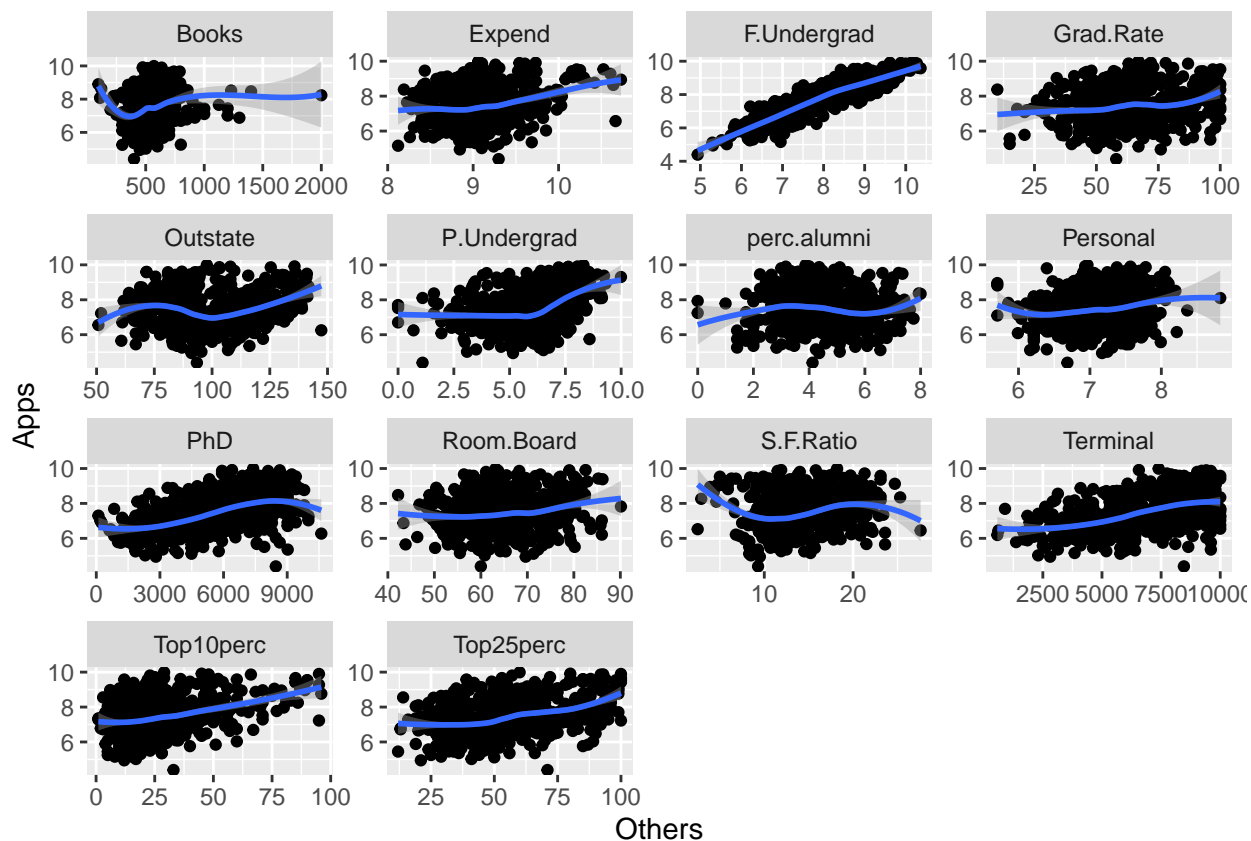 Books Expend F.Undergrad Grad.Rate
10 10 10 10
8 8 8 8
6 6 6 6
4
500 1000 1500 2000 8 9 10 5 6 7 8 9 10 25 50 75 100
Outstate P.Undergrad perc.alumni Personal
10 10 10 10
8 8 8 8
6 6 6 6
50 75 100 125 150 0.0 2.5 5.0 7.5 10.0 0 2 4 6 8 6 7 8
Apps
PhD Room.Board S.F.Ratio Terminal
10 10 10 10
8 8 8 8
6 6 6 6
0 3000 6000 9000 40 50 60 70 80 90 10 20 2500 5000 7500 10000
Top10perc Top25perc
10 10
8 8
6 6
0 25 50 75 100 25 50 75 100
Others